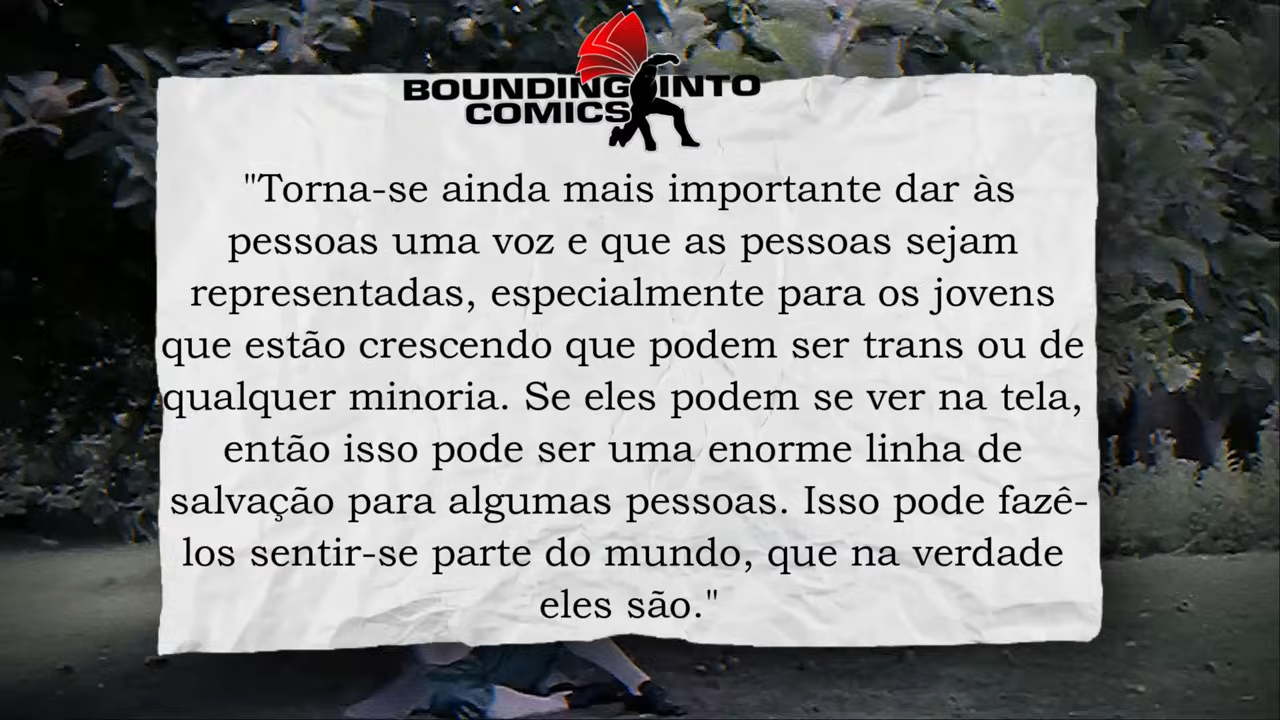 BOUNDING INTO
COMICS
"Torna-se ainda mais importante dar às
pessoas uma voz e que as pessoas sejam
representadas, especialmente para os jovens
que estão crescendo que podem ser trans ou de
qualquer minoria. Se eles podem se ver na tela,
então isso pode ser uma enorme linha de
salvação para algumas pessoas. Isso pode fazê-
los sentir-se parte do mundo, que na verdade
eles são."